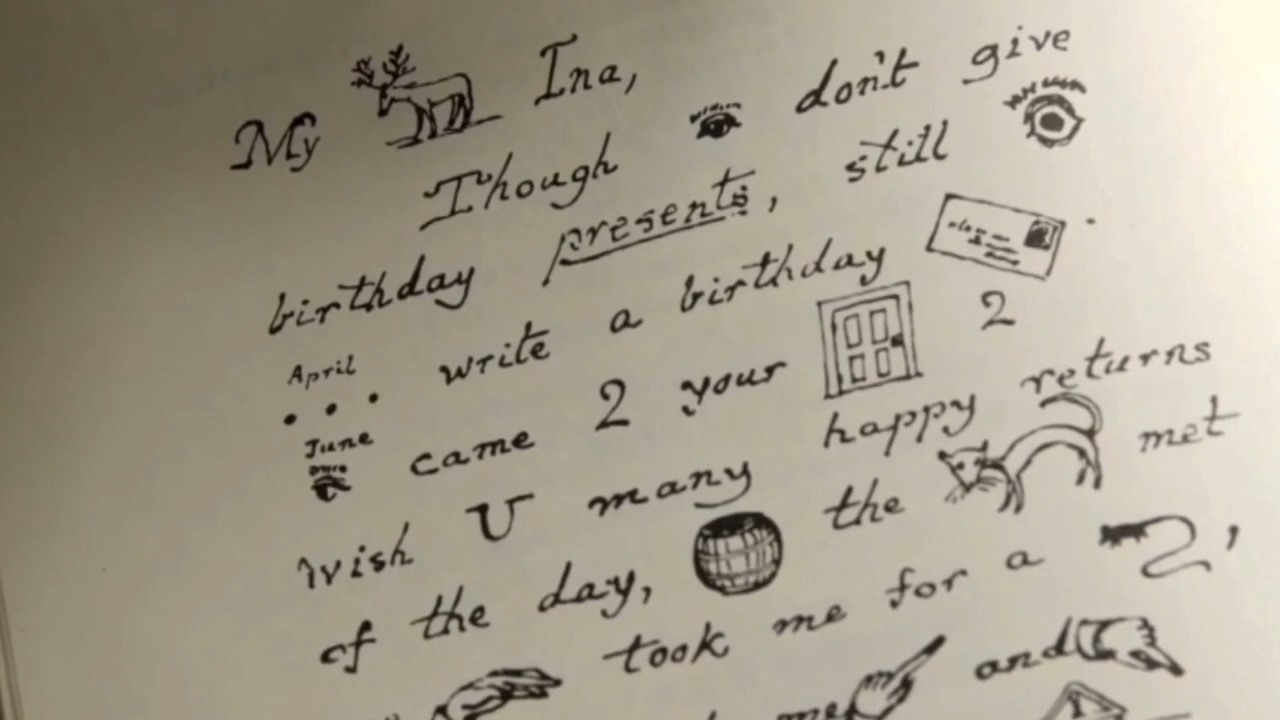 My Ina,
Though don't give
birthday presents, still
April write a birthday
June came 2 your 2
wish U many happy returns
of the day, the met
took me for a ,
me and